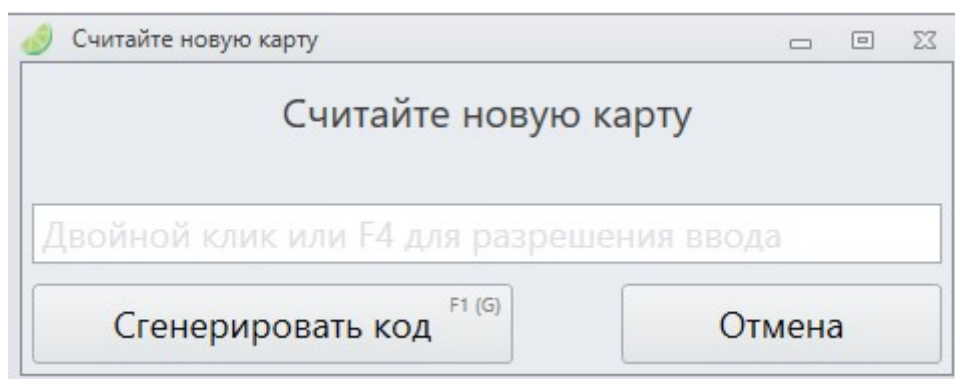 Считайте новую карту
Считайте новую карту
Двойной клик или F4 для разрешения ввода
Сгенерировать код F1 (G)
Отмена